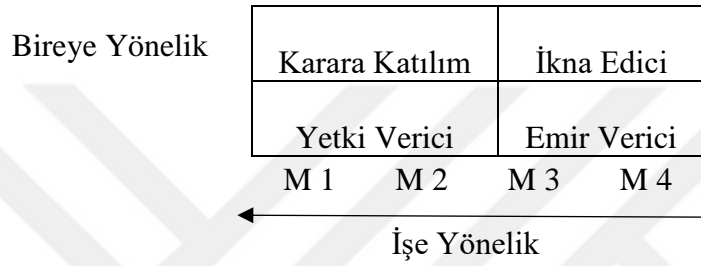 Bireye Yönelik
Karara Katılım İkna Edici
Yetki Verici Emir Verici
M 1 M 2 M 3 M 4
İşe Yönelik